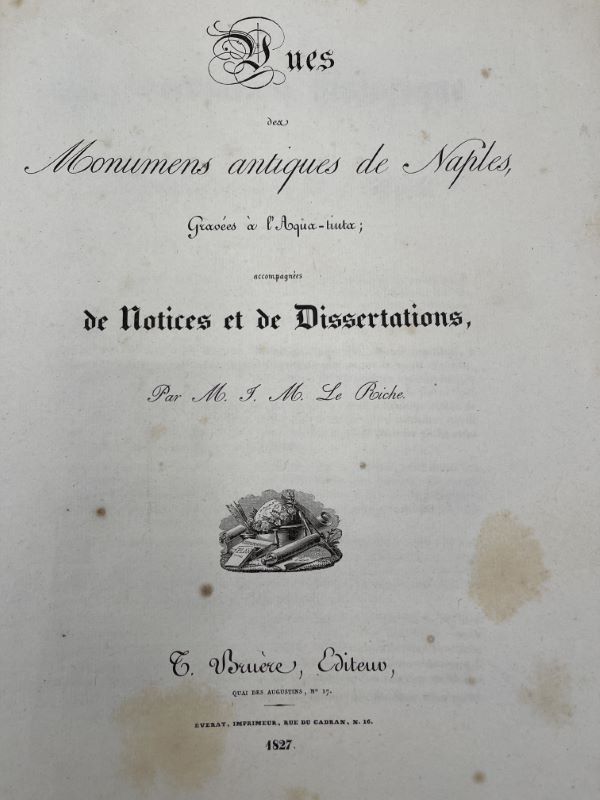 Vues
des
Monumens antiques de Naples,
Gravées à l'Aqua-tinta;
accompagnées
de Notices et de Dissertations,
Par M. J. M. Le Riche.
T. Bruère, Editeur,
QUAI DES AUGUSTINS, N° 17.
ÉVERAT, IMPRIMEUR, RUE DU CADRAN, N. 16.
1827.